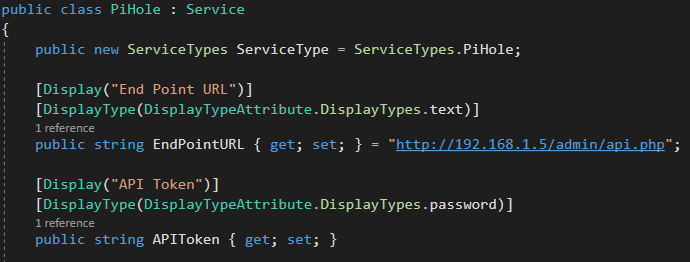 public class PiHole : Service
{
public new ServiceTypes ServiceType = ServiceTypes.PiHole;
[Display("End Point URL")]
[DisplayType(DisplayTypeAttribute.DisplayTypes.text)]
1 reference
public string EndPointURL { get; set; } = "http://192.168.1.5/admin/api.php";
[Display("API Token")]
[DisplayType(DisplayTypeAttribute.DisplayTypes.password)]
1 reference
public string APIToken { get; set; }